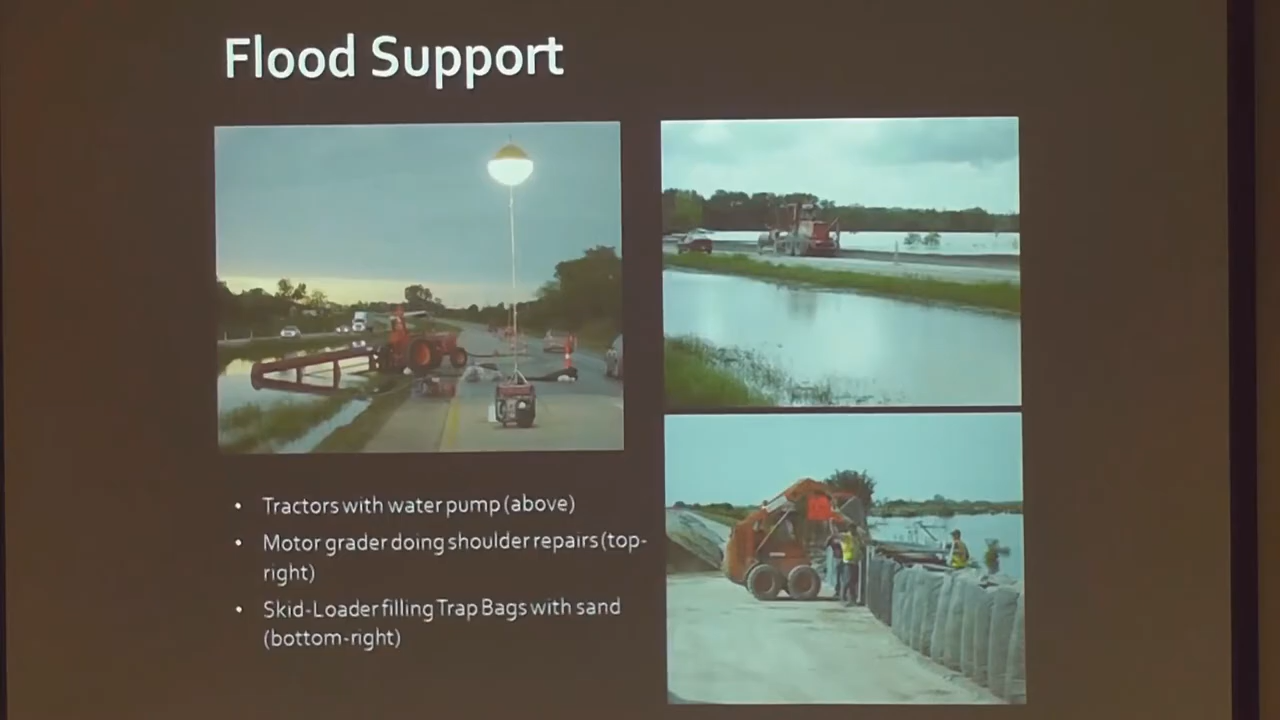 Flood Support
• Tractors with water pump (above)
• Motor grader doing shoulder repairs (top-
right)
• Skid-Loader filling Trap Bags with sand
(bottom-right)